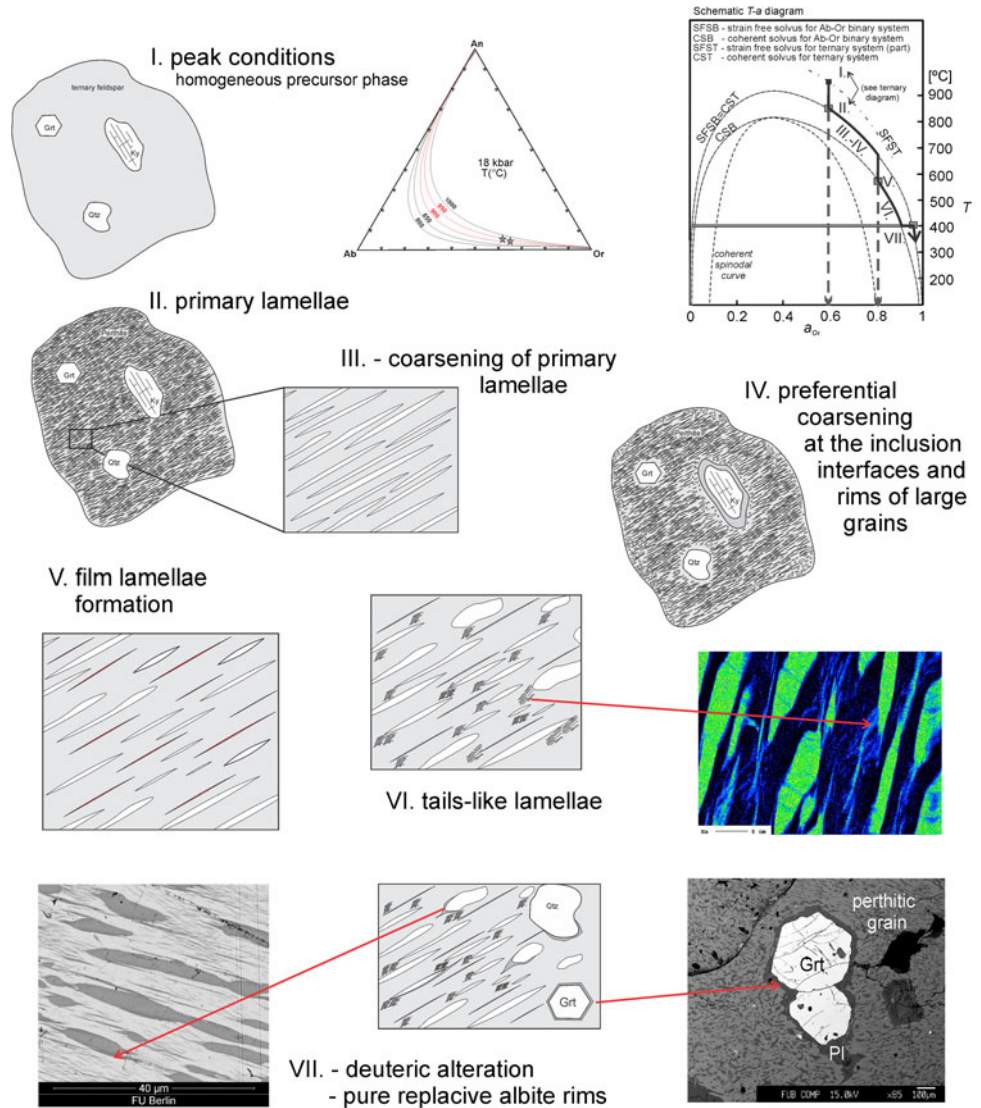 I. peak conditions
homogeneous precursor phase
ternary feldspar
Grt
Ky
Qtz
An
18 kbar
T(°C)
1000
950
900
850
800
Ab
Or
Schematic T-a diagram
SFSB - strain free solvus for Ab-Or binary system
CSB - coherent solvus for Ab-Or binary system
SFST - strain free solvus for ternary system (part)
CST - coherent solvus for ternary system
[ºC]
I.
(see ternary
diagram)
II.
SFSB=CST
CSB
III.-IV.
SFST
V.
VI.
VII.
coherent
spinodal
curve
900
800
700
600
500
T
400
300
200
0
0.2
0.4
0.6
0.8
1
aOr
II. primary lamellae
Perthite
Grt
Ky
Qtz
III. - coarsening of primary
lamellae
IV. preferential
coarsening
at the inclusion
interfaces and
rims of large
grains
Grt
Ky
Qtz
V. film lamellae
formation
VI. tails-like lamellae
40 µm
FU Berlin
Qtz
Grt
VII. - deuteric alteration
- pure replacive albite rims
perthitic
grain
Grt
Pl
FUB COMP 15.0kV x85 100µm